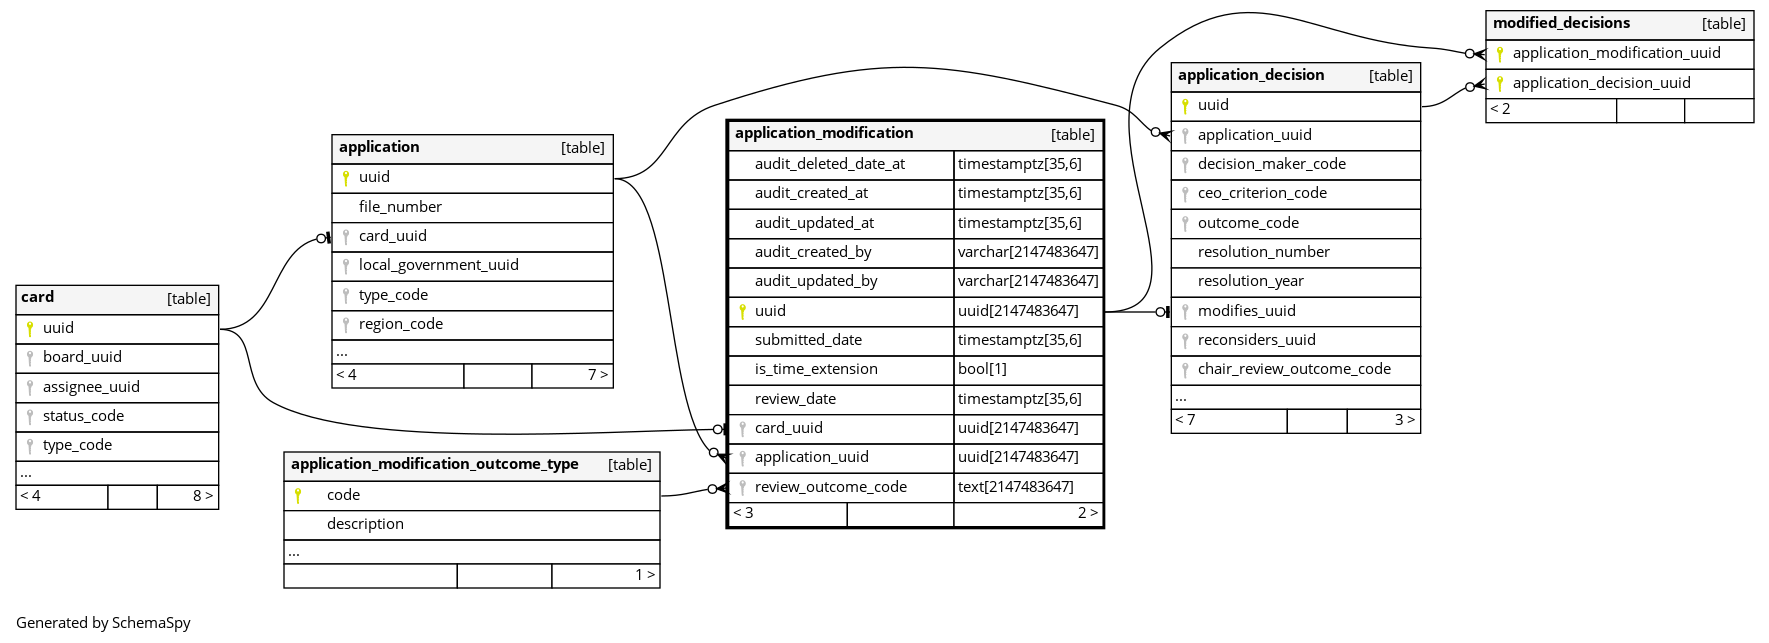 card [table]
uuid
board_uuid
assignee_uuid
status_code
type_code
...
< 4 8 >
application [table]
uuid
file_number
card_uuid
local_government_uuid
type_code
region_code
...
< 4 7 >
application_modification_outcome_type [table]
code
description
...
1 >
application_modification [table]
audit_deleted_date_at timestamptz[35,6]
audit_created_at timestamptz[35,6]
audit_updated_at timestamptz[35,6]
audit_created_by varchar[2147483647]
audit_updated_by varchar[2147483647]
uuid uuid[2147483647]
submitted_date timestamptz[35,6]
is_time_extension bool[1]
review_date timestamptz[35,6]
card_uuid uuid[2147483647]
application_uuid uuid[2147483647]
review_outcome_code text[2147483647]
< 3 2 >
application_decision [table]
uuid
application_uuid
decision_maker_code
ceo_criterion_code
outcome_code
resolution_number
resolution_year
modifies_uuid
reconsiders_uuid
chair_review_outcome_code
...
< 7 3 >
modified_decisions [table]
application_modification_uuid
application_decision_uuid
< 2
Generated by SchemaSpy